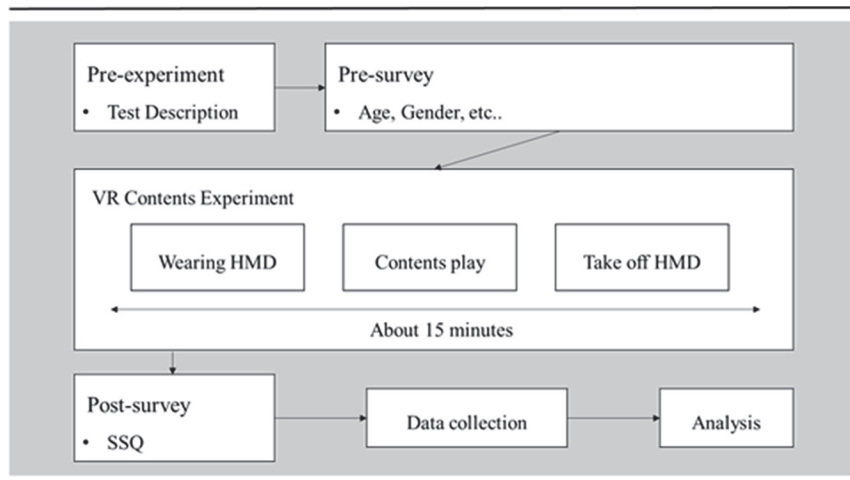 Pre-experiment
• Test Description
Pre-survey
• Age, Gender, etc..
VR Contents Experiment
Wearing HMD
Contents play
Take off HMD
About 15 minutes
Post-survey
• SSQ
Data collection
Analysis